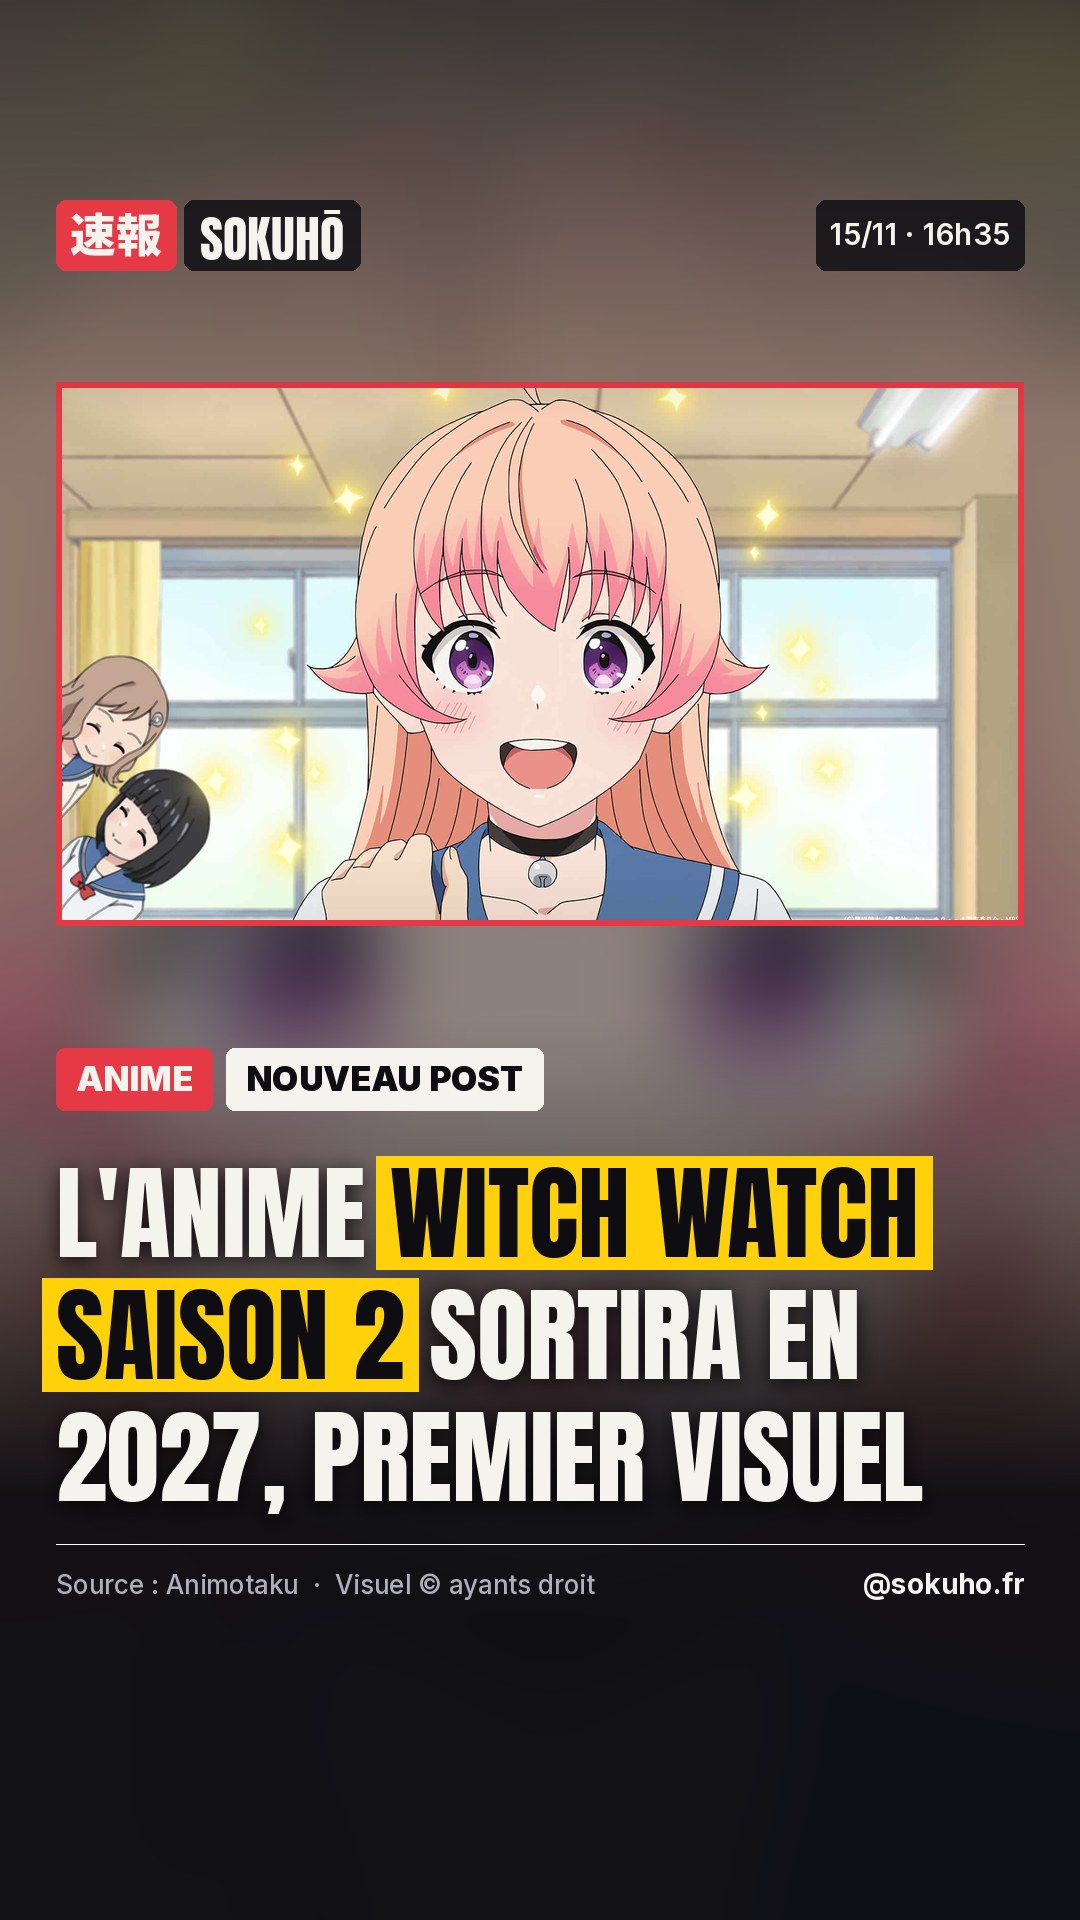 速報 SOKUHŌ
15/11 · 16h35
ANIME NOUVEAU POST
L'ANIME WITCH WATCH
SAISON 2 SORTIRA EN
2027, PREMIER VISUEL
Source : Animotaku · Visuel © ayants droit
@sokuho.fr